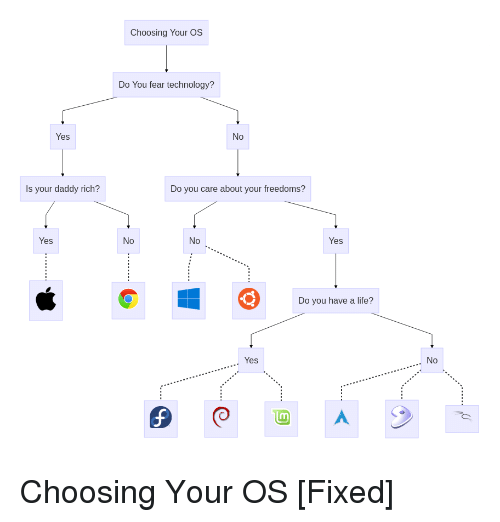 Choosing Your OS
Do You fear technology?
Yes
No
Is your daddy rich?
Do you care about your freedoms?
Yes
No
No
Yes
Do you have a life?
Yes
No
Choosing Your OS [Fixed]